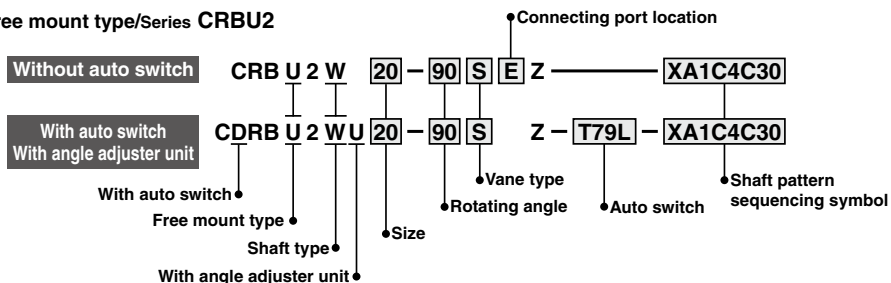 ree mount type/Series CRBU2
Connecting port location
Without auto switch
CRB U 2 W 20 – 90 S E Z – XA1C4C30
With auto switch
With angle adjuster unit
CDRB U 2 W U 20 – 90 S Z – T79L – XA1C4C30
With auto switch
Free mount type
Shaft type
With angle adjuster unit
Size
Rotating angle
Vane type
Auto switch
Shaft pattern
sequencing symbol